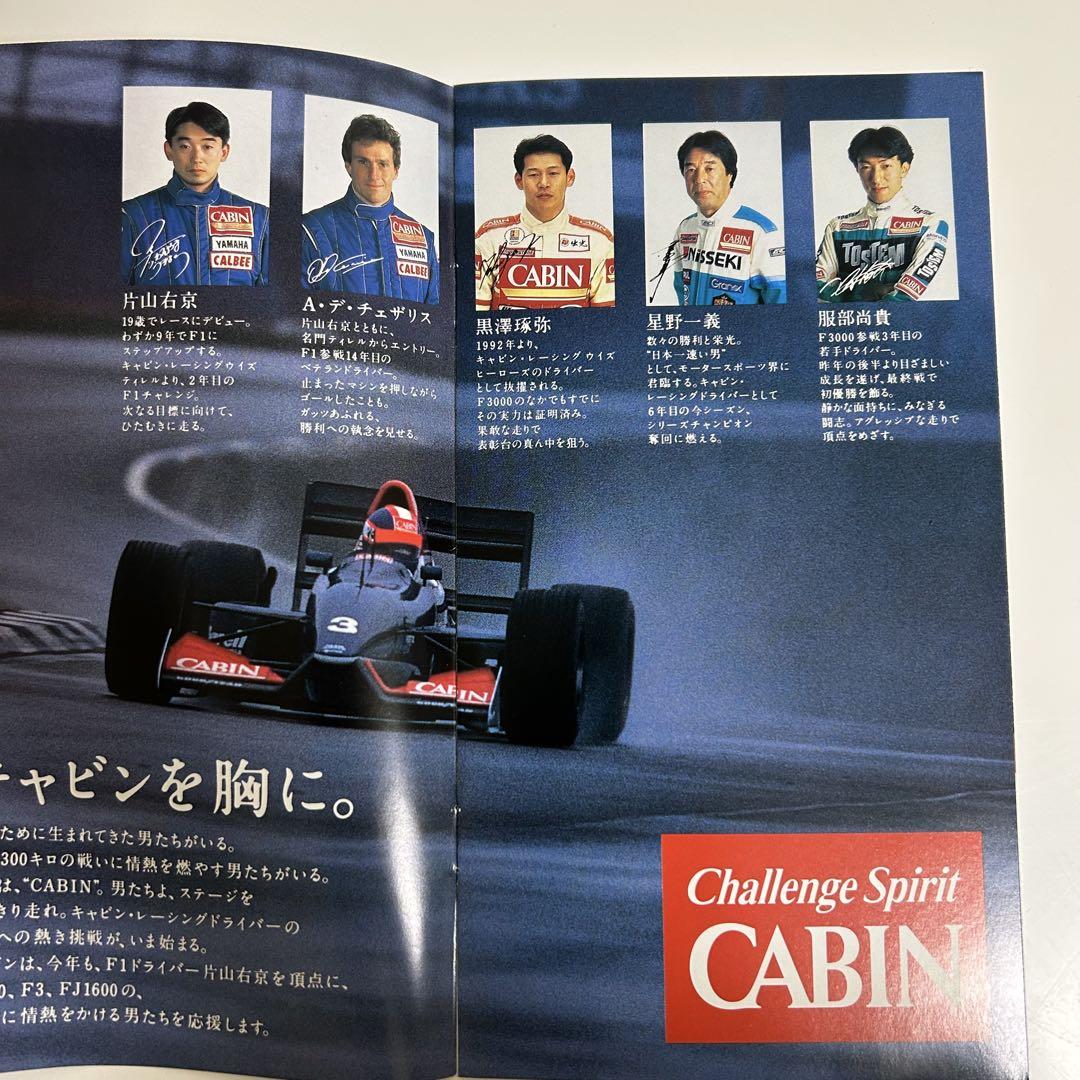 CABIN
YAMAHA
CALBEE
片山右京
19歳でレースにデビュー。
わずか9年でF1に
ステップアップする。
キャビン・レーシングウイズ
ティレルより、2年目の
F1チャレンジ。
次なる目標に向けて、
ひたむきに走る。
CABIN
YAMAHA
CALBEE
A・デ・チェザリス
片山右京とともに、
名門ティレルからエントリー。
F1参戦14年目の
ベテランドライバー。
止まったマシンを押しながら
ゴールしたことも。
ガッツあふれる、
勝利への執念を見せる。
CABIN
黒澤琢弥
1992年より、
キャビン・レーシング ウイズ
ヒーローズのドライバー
として抜擢される。
F3000のなかでもすでに
その実力は証明済み。
果敢な走りで
表彰台の真ん中を狙う。
CABIN
NISSEKI
Granex
星野一義
数々の勝利と栄光。
“日本一速い男”
として、モータースポーツ界に
君臨する。キャビン・
レーシングドライバーとして
6年目の今シーズン、
シリーズチャンピオン
奪回に燃える。
CABIN
TOSTEM
服部尚貴
F3000参戦3年目の
若手ドライバー。
昨年の後半より目ざましい
成長を遂げ、最終戦で
初優勝を飾る。
静かな面持ちに、みなぎる
闘志。アグレッシブな走りで
頂点をめざす。
CABIN
3
CABIN
CABIN
GOODYEAR
ャビンを胸に。
ために生まれてきた男たちがいる。
300キロの戦いに情熱を燃やす男たちがいる。
は、“CABIN”。男たちよ、ステージを
きり走れ。キャビン・レーシングドライバーの
への熱き挑戦が、いま始まる。
ンは、今年も、F1ドライバー片山右京を頂点に、
0、F3、FJ1600の、
に情熱をかける男たちを応援します。
Challenge Spirit
CABIN